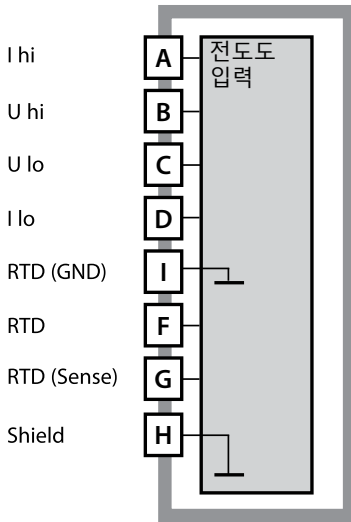 I hi
A
전도도
입력
U hi
B
U lo
C
I lo
D
RTD (GND)
I
RTD
F
RTD (Sense)
G
Shield
H